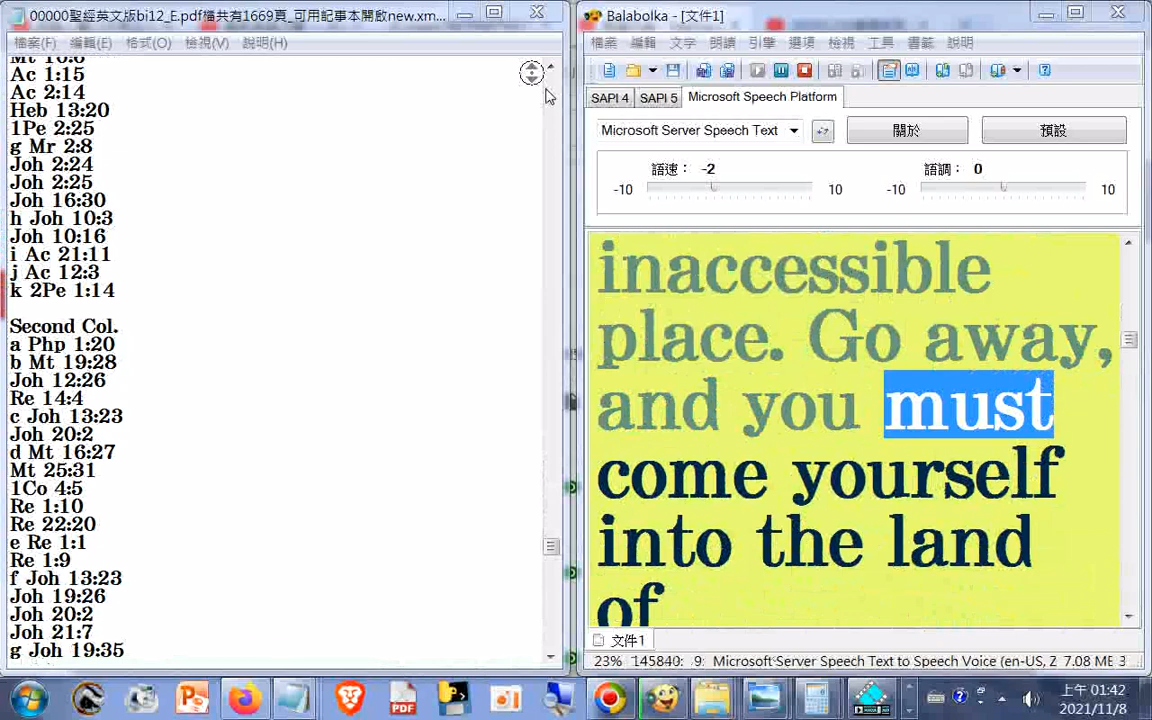 00000聖經英文版bi12_E.pdf檔共有1669頁_可用記事本開啟new.xm...
檔案(F) 編輯(E) 格式(O) 檢視(V) 說明(H)
Mt 10:6
Ac 1:15
Ac 2:14
Heb 13:20
1Pe 2:25
g Mr 2:8
Joh 2:24
Joh 2:25
Joh 16:30
h Joh 10:3
Joh 10:16
i Ac 21:11
j Ac 12:3
k 2Pe 1:14
Second Col.
a Php 1:20
b Mt 19:28
Joh 12:26
Re 14:4
c Joh 13:23
Joh 20:2
d Mt 16:27
Mt 25:31
1Co 4:5
Re 1:10
Re 22:20
e Re 1:1
Re 1:9
f Joh 13:23
Joh 19:26
Joh 20:2
Joh 21:7
g Joh 19:35
Balabolka - [文件1]
檔案 編輯 文字 朗讀 引擎 選項 檢視 工具 書籤 說明
SAPI 4 SAPI 5 Microsoft Speech Platform
Microsoft Server Speech Text 關於 預設
語速： -2 語調： 0
-10 10 -10 10
inaccessible
place. Go away,
and you must
come yourself
into the land
of
文件1
23% 145840: 9: Microsoft Server Speech Text to Speech Voice (en-US, Z 7.08 MB 3
PDF
上午 01:42
2021/11/8